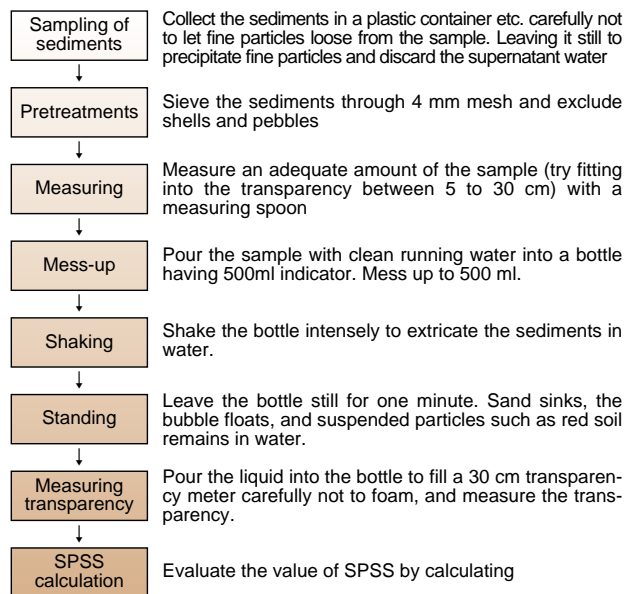 Sampling of
sediments
Collect the sediments in a plastic container etc. carefully not
to let fine particles loose from the sample. Leaving it still to
precipitate fine particles and discard the supernatant water
Pretreatments
Sieve the sediments through 4 mm mesh and exclude
shells and pebbles
Measuring
Measure an adequate amount of the sample (try fitting
into the transparency between 5 to 30 cm) with a
measuring spoon
Mess-up
Pour the sample with clean running water into a bottle
having 500ml indicator. Mess up to 500 ml.
Shaking
Shake the bottle intensely to extricate the sediments in
water.
Standing
Leave the bottle still for one minute. Sand sinks, the
bubble floats, and suspended particles such as red soil
remains in water.
Measuring
transparency
Pour the liquid into the bottle to fill a 30 cm transparen-
cy meter carefully not to foam, and measure the trans-
parency.
SPSS
calculation
Evaluate the value of SPSS by calculating